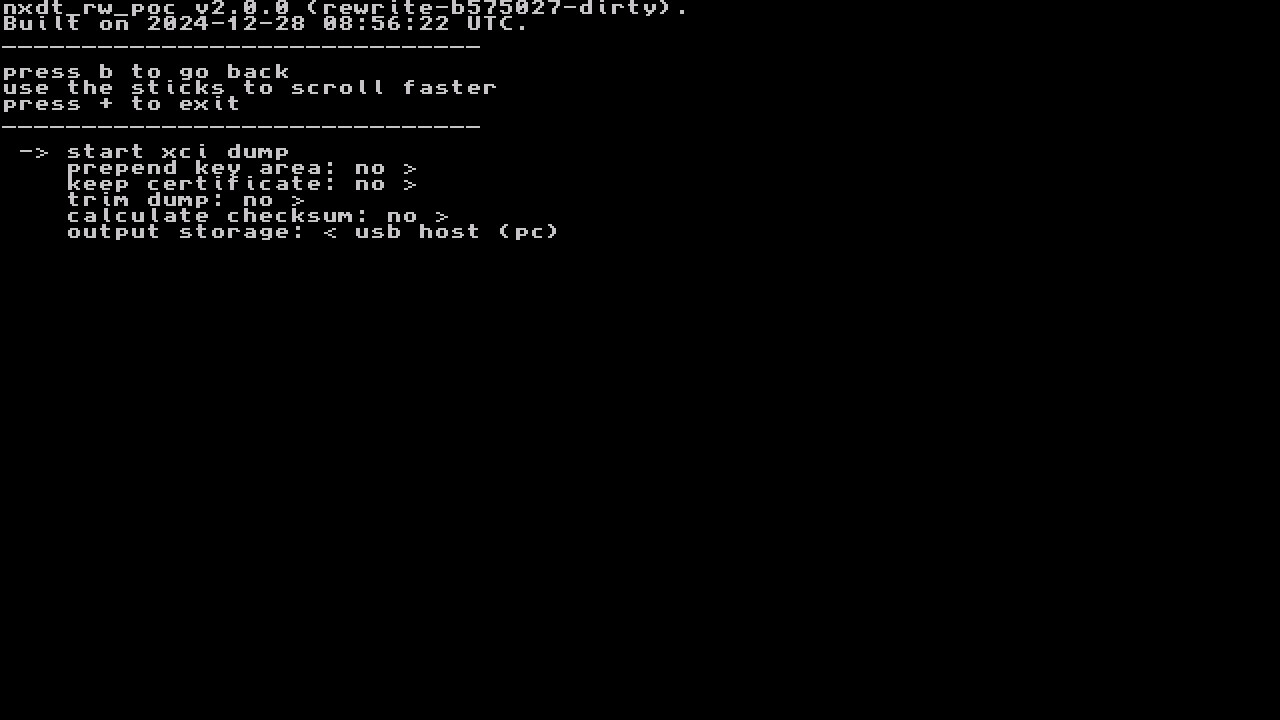 nxdt_rw_poc v2.0.0 (rewrite-b575027-dirty).
Built on 2024-12-28 08:56:22 UTC.
______________________________
press b to go back
use the sticks to scroll faster
press + to exit
______________________________
-> start xci dump
prepend key area: no >
keep certificate: no >
trim dump: no >
calculate checksum: no >
output storage: < usb host (pc)